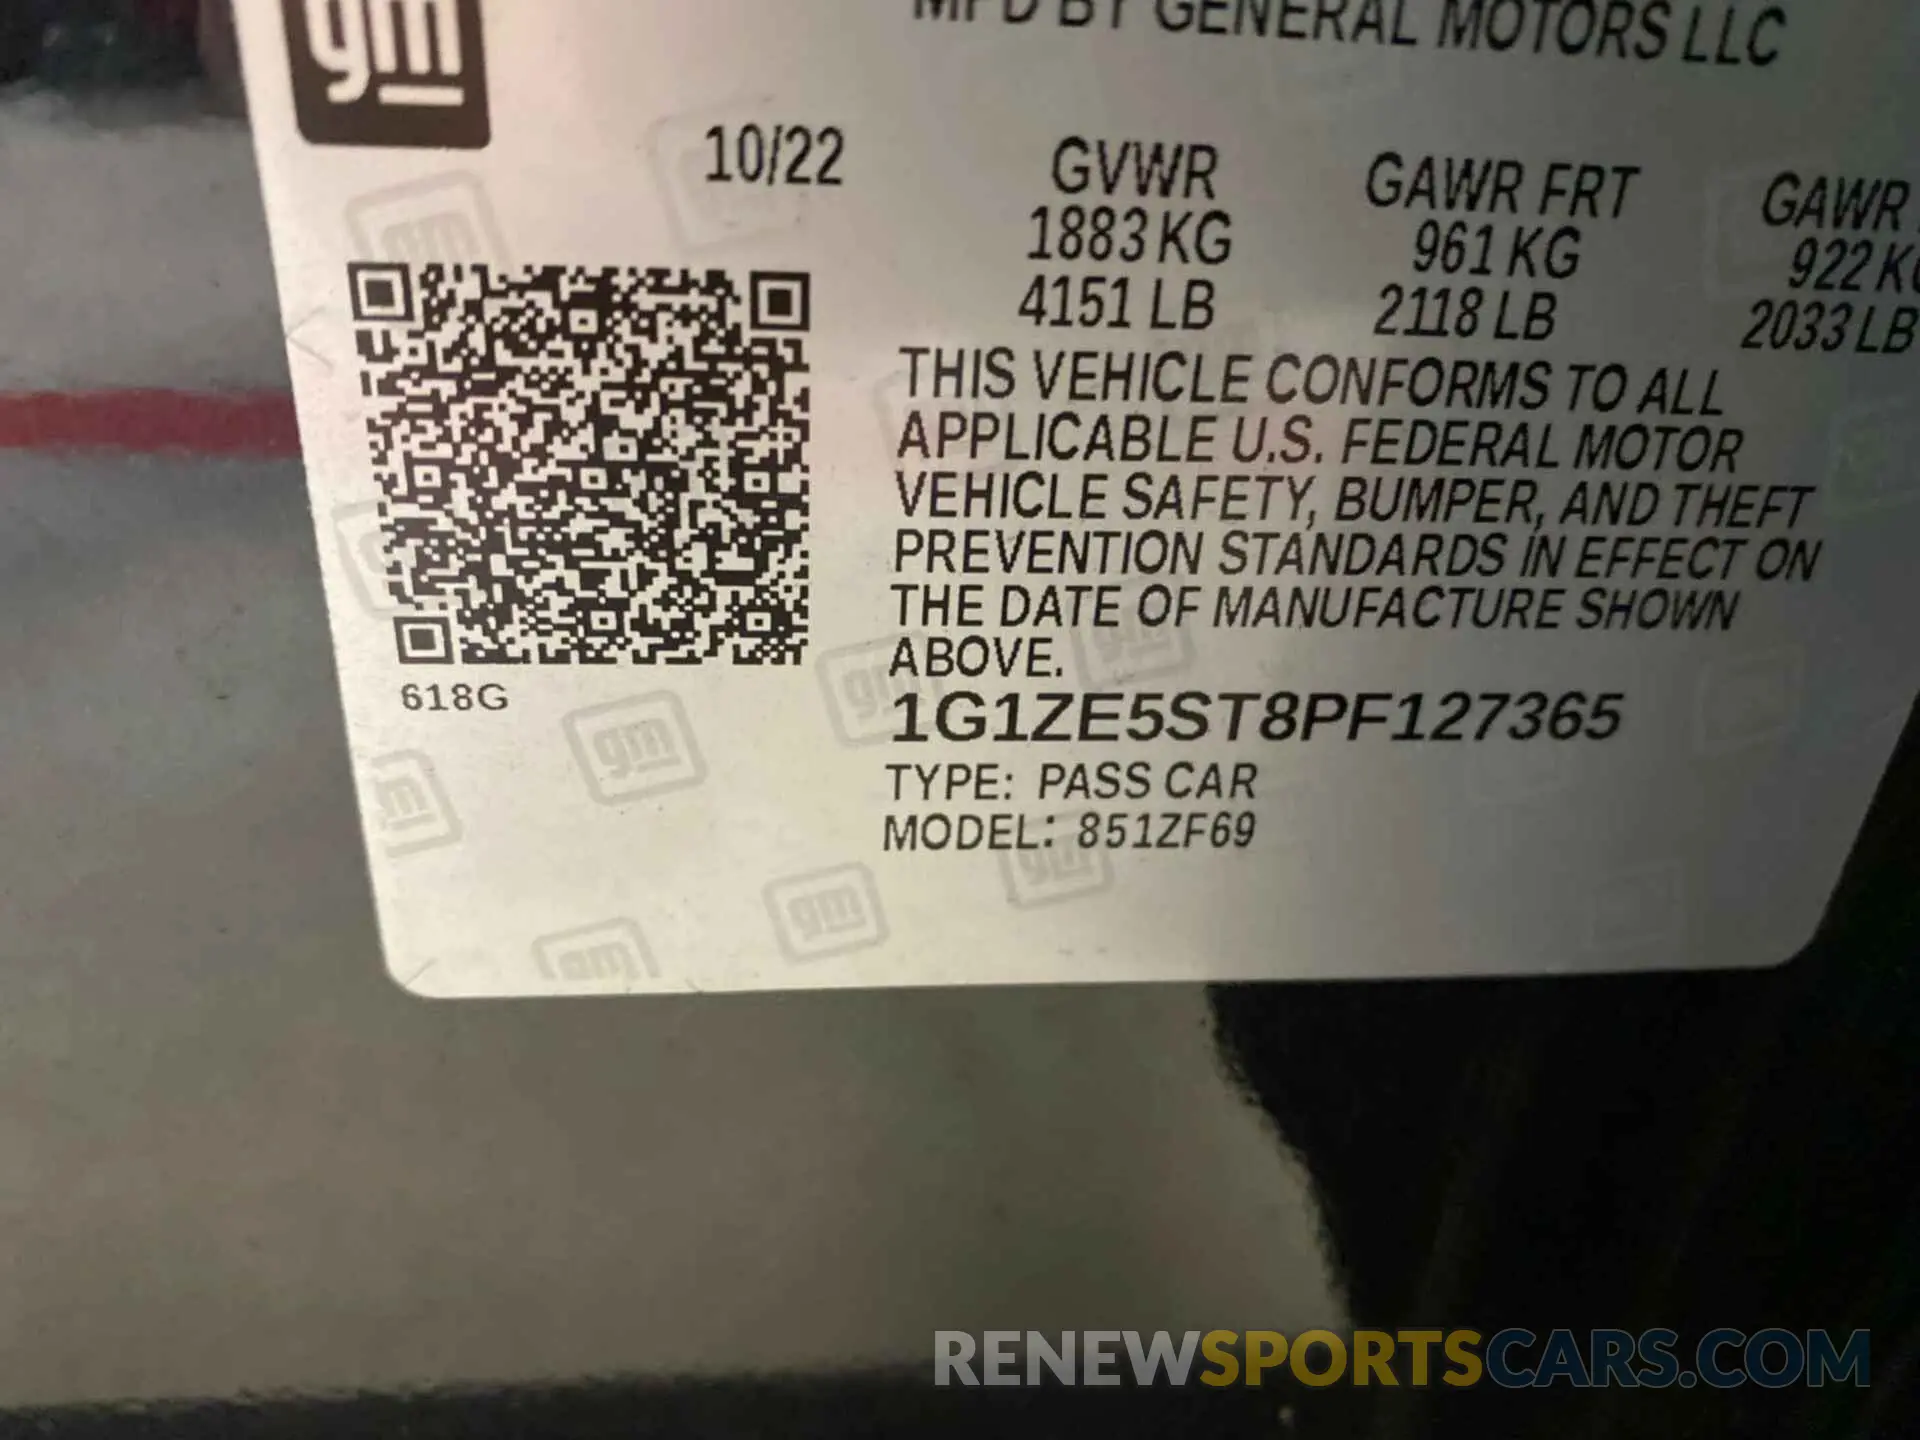 gm
MFD BY GENERAL MOTORS LLC
10/22
GVWR GAWR FRT GAWR
1883 KG 961 KG 922 KG
4151 LB 2118 LB 2033 LB
THIS VEHICLE CONFORMS TO ALL
APPLICABLE U.S. FEDERAL MOTOR
VEHICLE SAFETY, BUMPER, AND THEFT
PREVENTION STANDARDS IN EFFECT ON
THE DATE OF MANUFACTURE SHOWN
ABOVE.
618G
1G1ZE5ST8PF127365
TYPE: PASS CAR
MODEL: 851ZF69
RENEWSPORTSCARS.COM